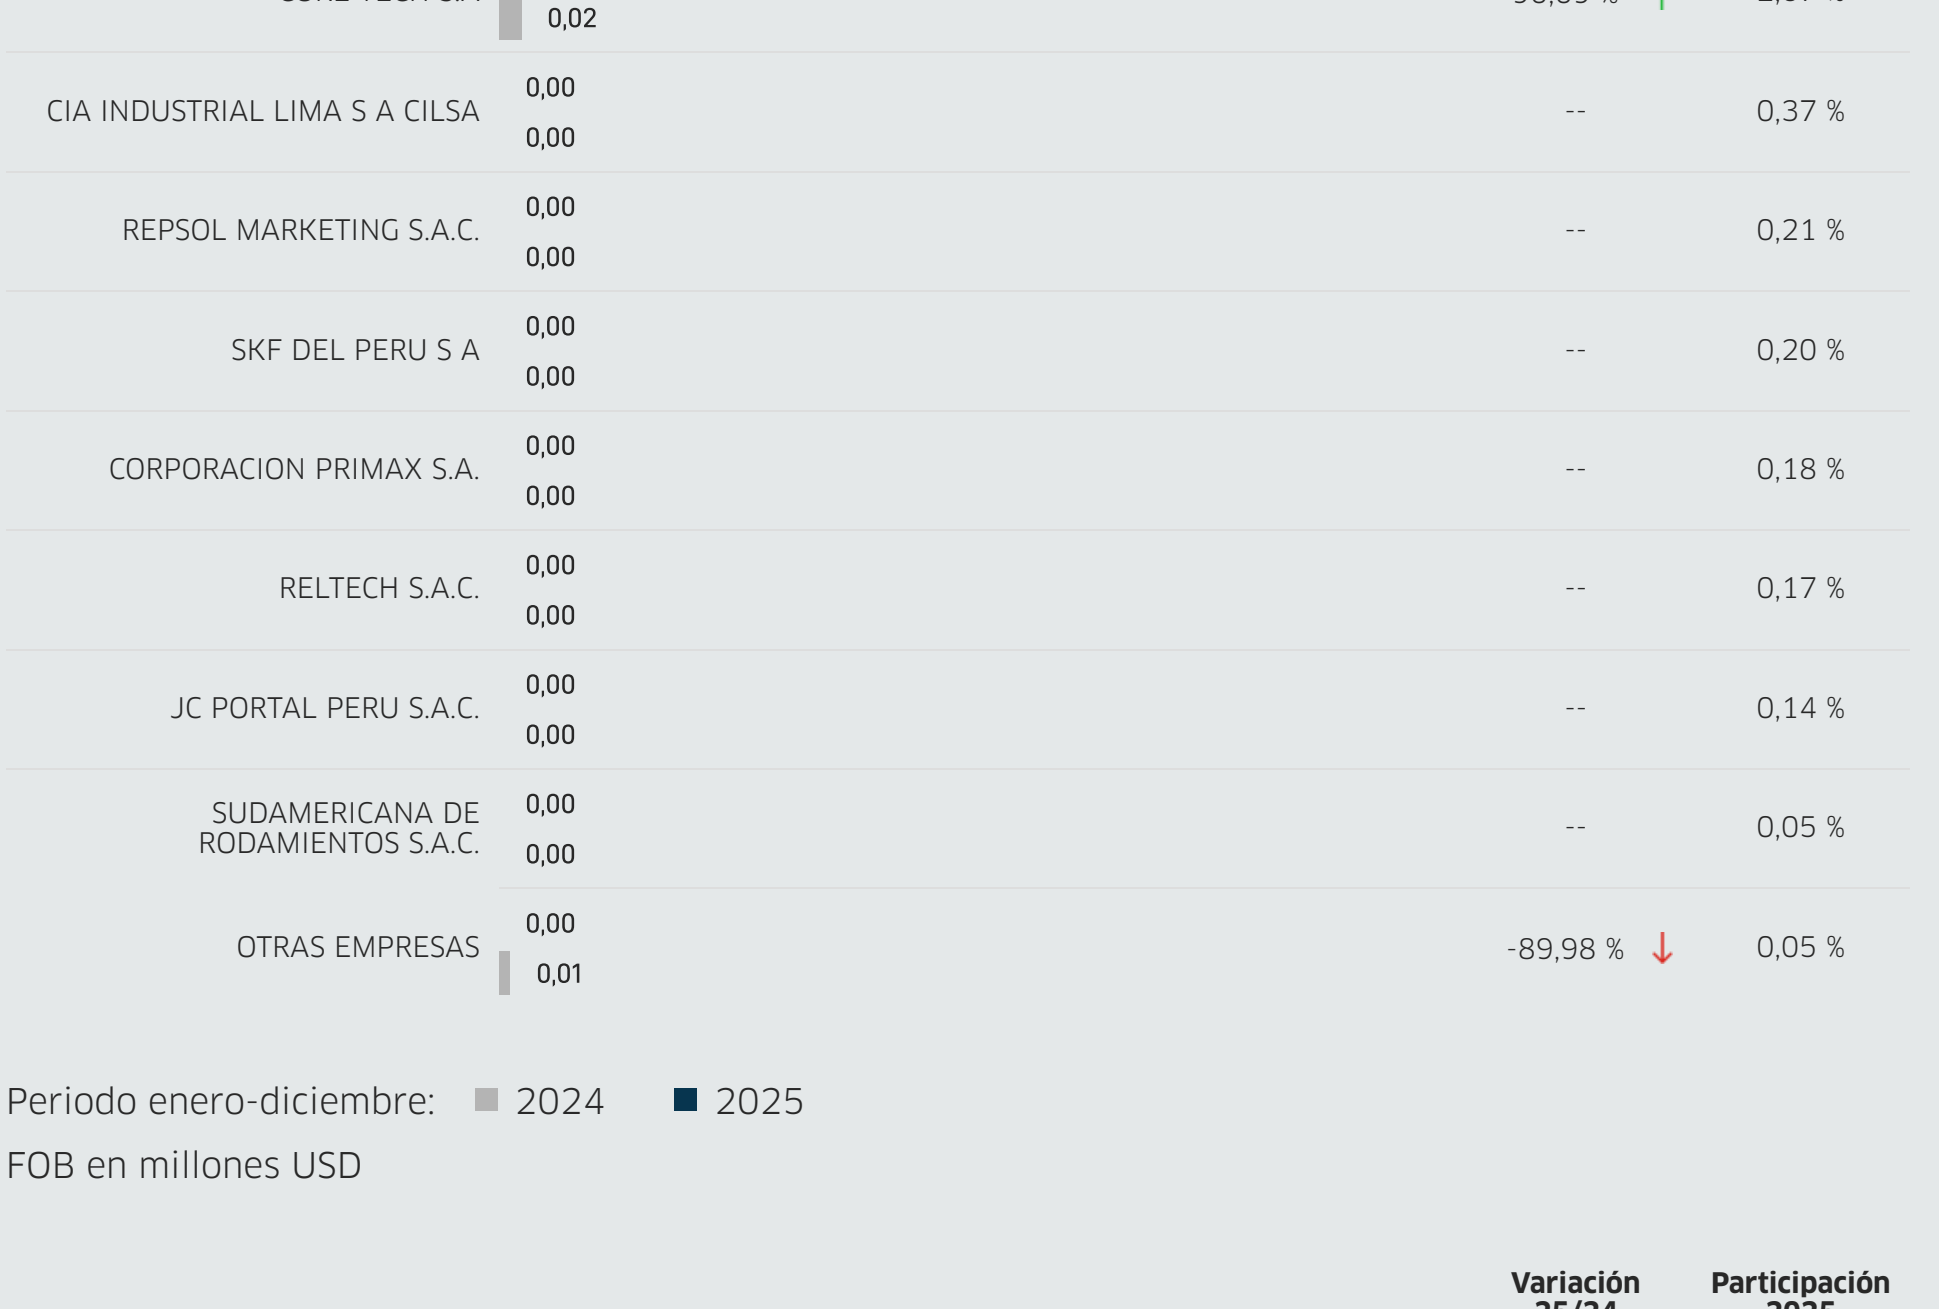 0,02
0,00
CIA INDUSTRIAL LIMA S A CILSA
0,00
--
0,37 %
0,00
REPSOL MARKETING S.A.C.
0,00
--
0,21 %
0,00
SKF DEL PERU S A
0,00
--
0,20 %
0,00
CORPORACION PRIMAX S.A.
0,00
--
0,18 %
0,00
RELTECH S.A.C.
0,00
--
0,17 %
0,00
JC PORTAL PERU S.A.C.
0,00
--
0,14 %
SUDAMERICANA DE
RODAMIENTOS S.A.C.
0,00
0,00
--
0,05 %
0,00
OTRAS EMPRESAS
0,01
-89,98 %
0,05 %
Periodo enero-diciembre: 2024 2025
FOB en millones USD
Variación Participación
25/24 2025